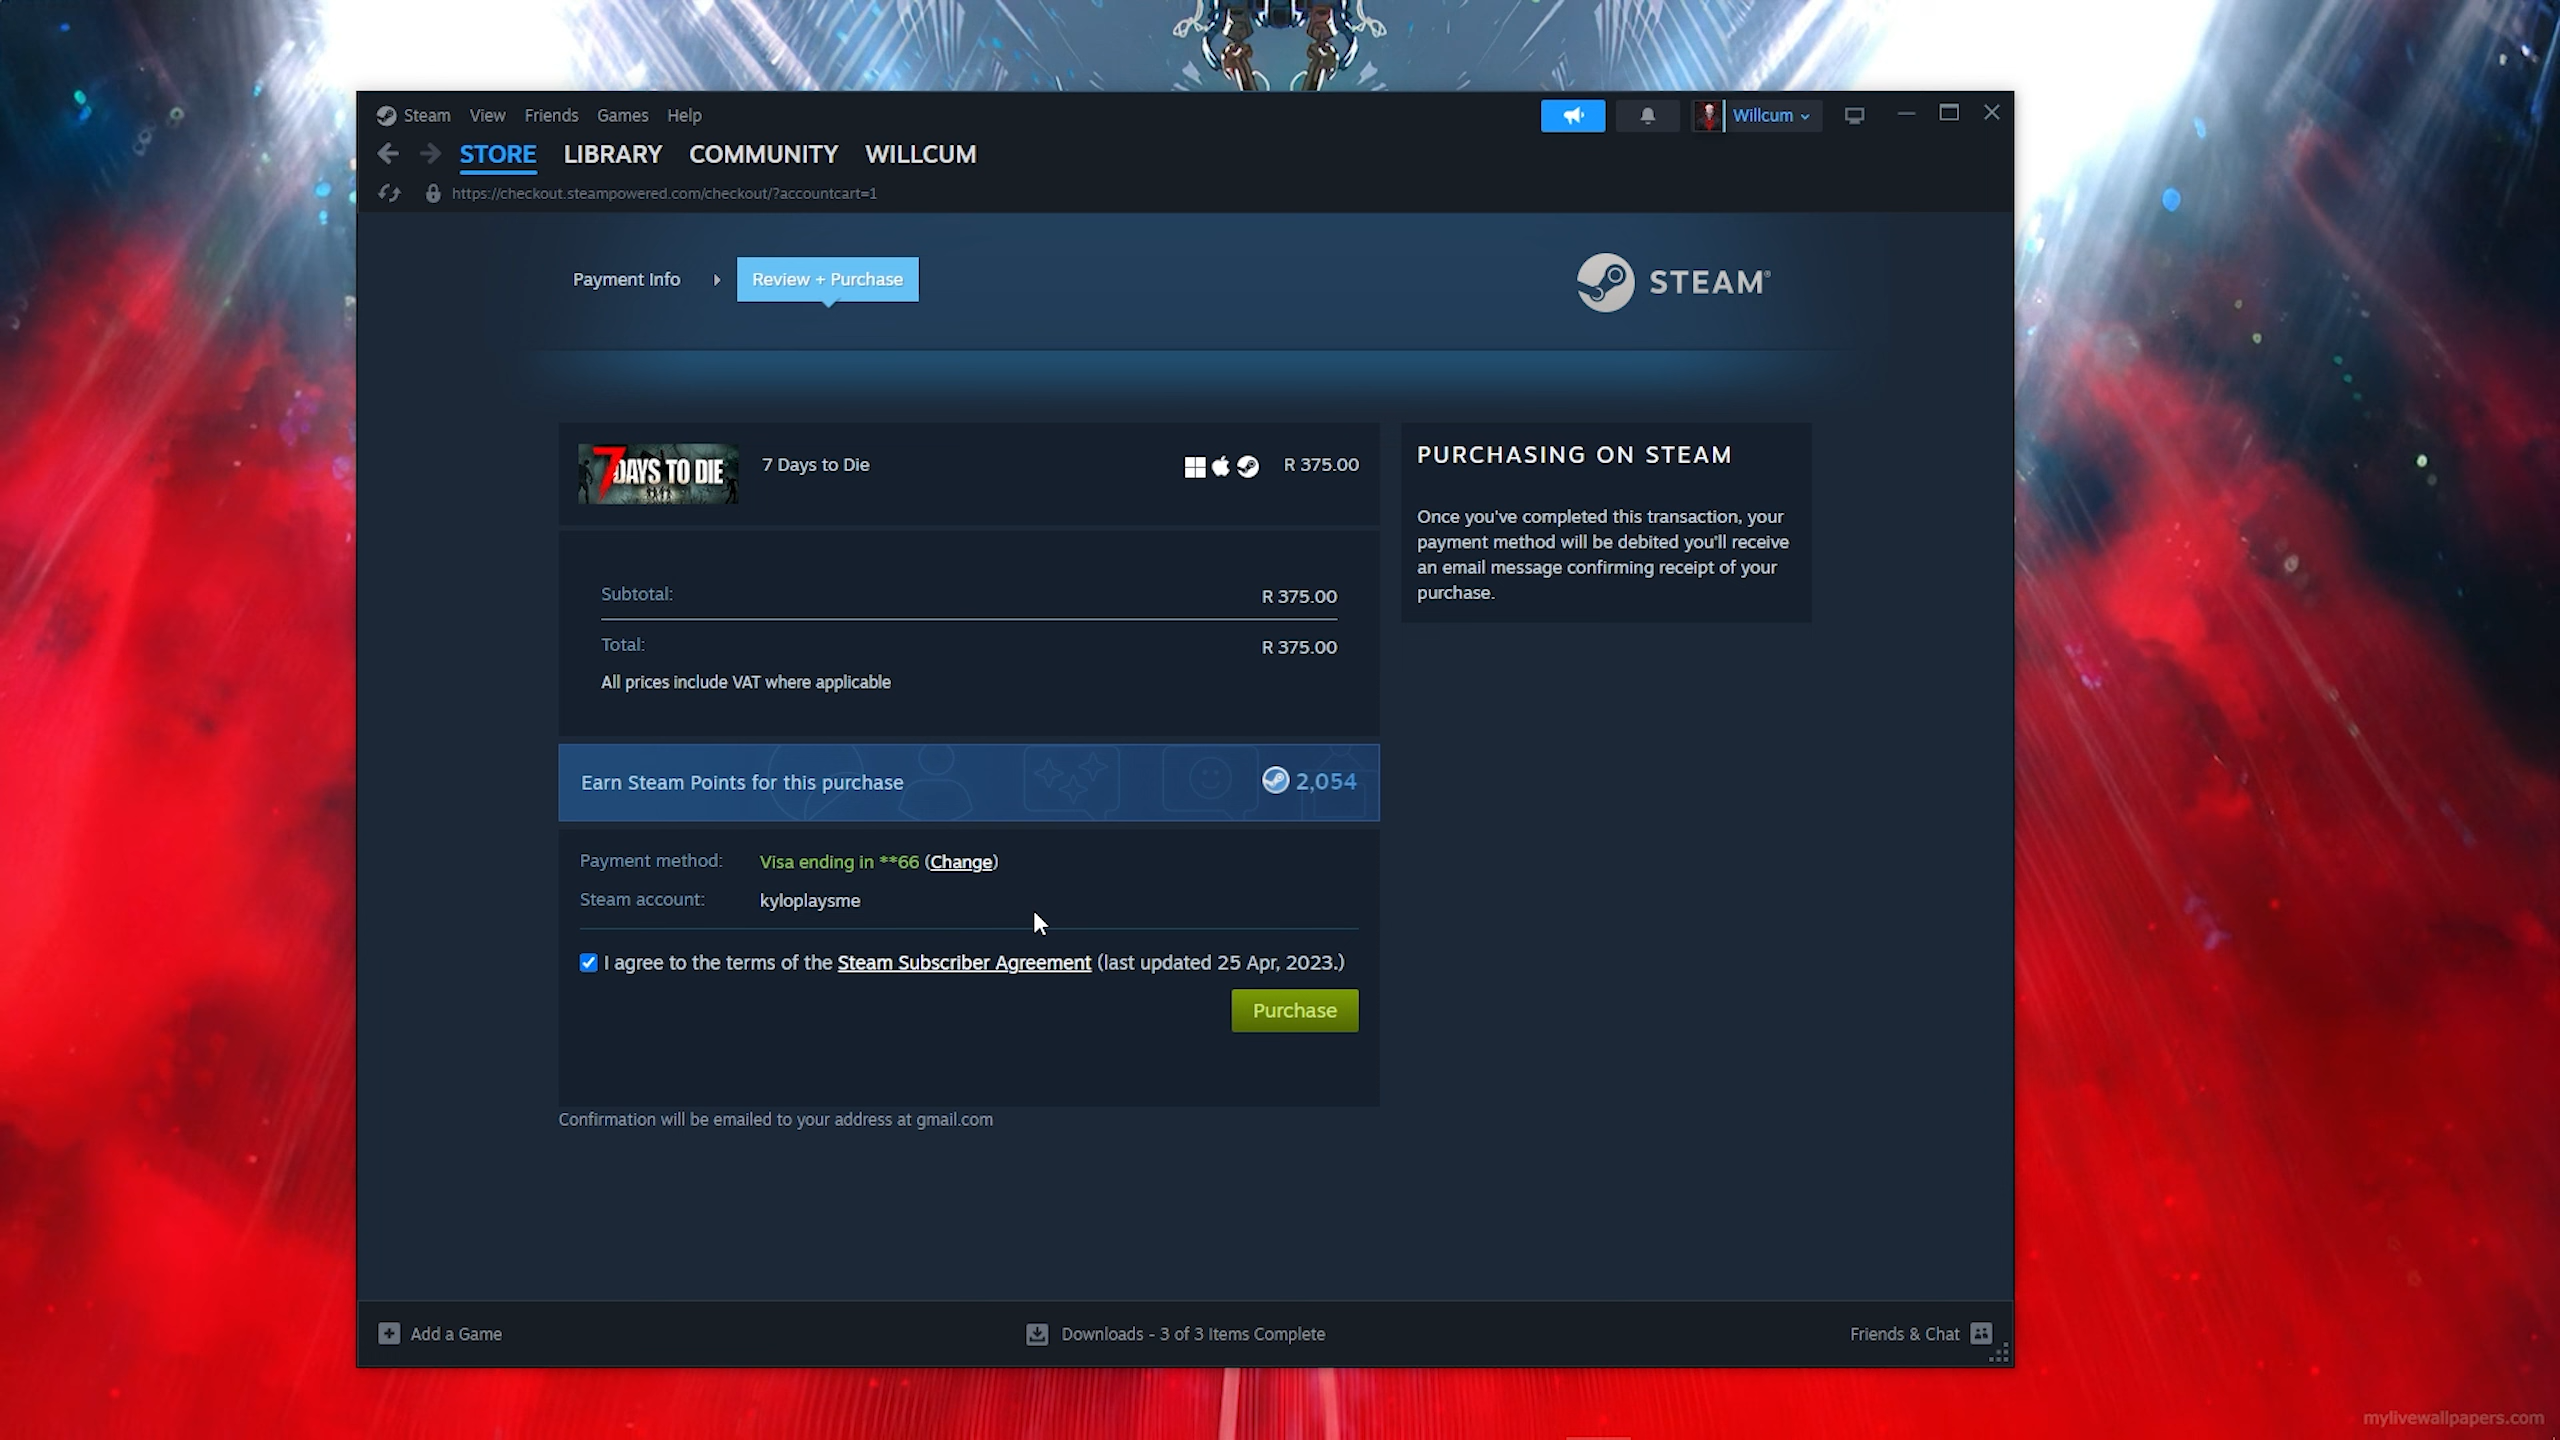 Steam View Friends Games Help
Willcum
STORE LIBRARY COMMUNITY WILLCUM
https://checkout.steampowered.com/checkout/?accountcart=1
Payment Info
Review + Purchase
STEAM®
7 DAYS TO DIE
7 Days to Die
R 375.00
Subtotal:
R 375.00
Total:
R 375.00
All prices include VAT where applicable
Earn Steam Points for this purchase
2,054
Payment method:
Visa ending in **66 (Change)
Steam account:
kyloplaysme
I agree to the terms of the Steam Subscriber Agreement (last updated 25 Apr, 2023.)
Purchase
Confirmation will be emailed to your address at gmail.com
PURCHASING ON STEAM
Once you've completed this transaction, your
payment method will be debited you'll receive
an email message confirming receipt of your
purchase.
Add a Game
Downloads - 3 of 3 Items Complete
Friends & Chat
mylivewallpapers.com